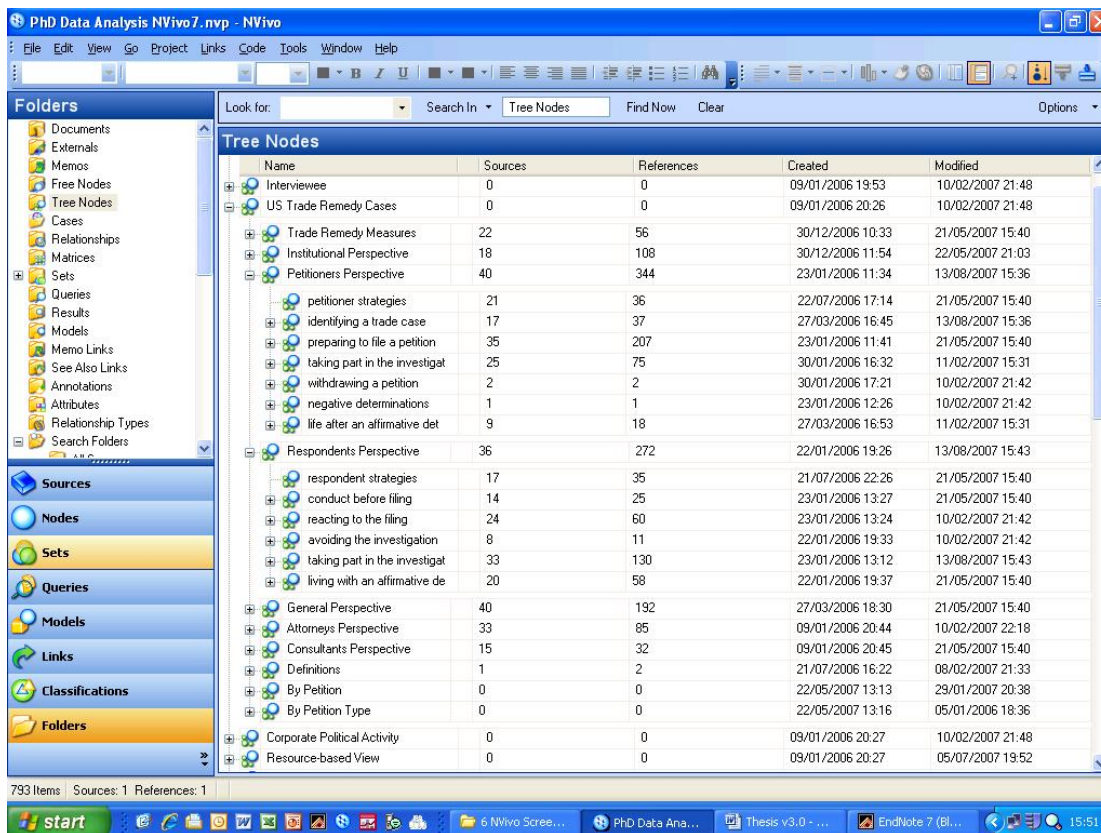 PhD Data Analysis NVivo7.nvp - NVivo
File Edit View Go Project Links Code Tools Window Help
B I U
Folders
Look for: Search In Tree Nodes Find Now Clear Options
Documents
Externals
Memos
Free Nodes
Tree Nodes
Cases
Relationships
Matrices
Sets
Queries
Results
Models
Memo Links
See Also Links
Annotations
Attributes
Relationship Types
Search Folders
Sources
Nodes
Sets
Queries
Models
Links
Classifications
Folders
Tree Nodes
Name Sources References Created Modified
Interviewee 0 0 09/01/2006 19:53 10/02/2007 21:48
US Trade Remedy Cases 0 0 09/01/2006 20:26 10/02/2007 21:48
Trade Remedy Measures 22 56 30/12/2006 10:33 21/05/2007 15:40
Institutional Perspective 18 108 30/12/2006 11:54 22/05/2007 21:03
Petitioners Perspective 40 344 23/01/2006 11:34 13/08/2007 15:36
petitioner strategies 21 36 22/07/2006 17:14 21/05/2007 15:40
identifying a trade case 17 37 27/03/2006 16:45 13/08/2007 15:36
preparing to file a petition 35 207 23/01/2006 11:41 21/05/2007 15:40
taking part in the investigat 25 75 30/01/2006 16:32 11/02/2007 15:31
withdrawing a petition 2 2 30/01/2006 17:21 10/02/2007 21:42
negative determinations 1 1 23/01/2006 12:26 10/02/2007 21:42
life after an affirmative det 9 18 27/03/2006 16:53 11/02/2007 15:31
Respondents Perspective 36 272 22/01/2006 19:26 13/08/2007 15:43
respondent strategies 17 35 21/07/2006 22:26 21/05/2007 15:40
conduct before filing 14 25 23/01/2006 13:27 21/05/2007 15:40
reacting to the filing 24 60 23/01/2006 13:24 10/02/2007 21:42
avoiding the investigation 8 11 22/01/2006 19:33 10/02/2007 21:42
taking part in the investigat 33 130 23/01/2006 13:12 13/08/2007 15:43
living with an affirmative de 20 58 22/01/2006 19:37 21/05/2007 15:40
General Perspective 40 192 27/03/2006 18:30 21/05/2007 15:40
Attorneys Perspective 33 85 09/01/2006 20:44 10/02/2007 22:18
Consultants Perspective 15 32 09/01/2006 20:45 21/05/2007 15:40
Definitions 1 2 21/07/2006 16:22 08/02/2007 21:33
By Petition 0 0 22/05/2007 13:13 29/01/2007 20:38
By Petition Type 0 0 22/05/2007 13:16 05/01/2006 18:36
Corporate Political Activity 0 0 09/01/2006 20:27 10/02/2007 21:48
Resource-based View 0 0 09/01/2006 20:27 05/07/2007 19:52
793 Items Sources: 1 References: 1
start 6 NVivo Scree... PhD Data Ana... Thesis v3.0 - ... EndNote 7 (Bl... 15:51